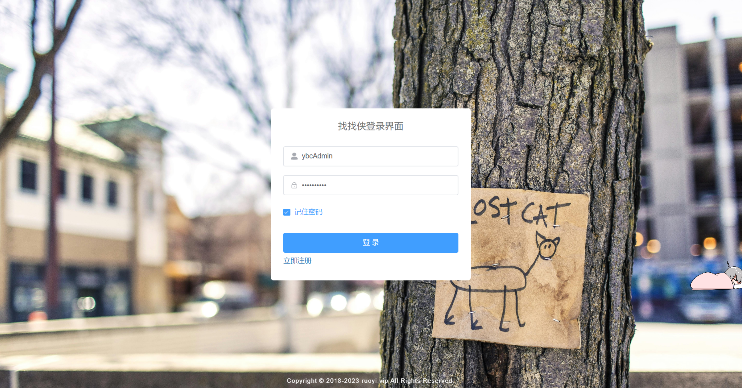 找找侠登录界面
ybcAdmin
••••••••••
记住密码
登 录
立即注册
LOST CAT
Copyright © 2018-2023 ruoyi.vip All Rights Reserved.